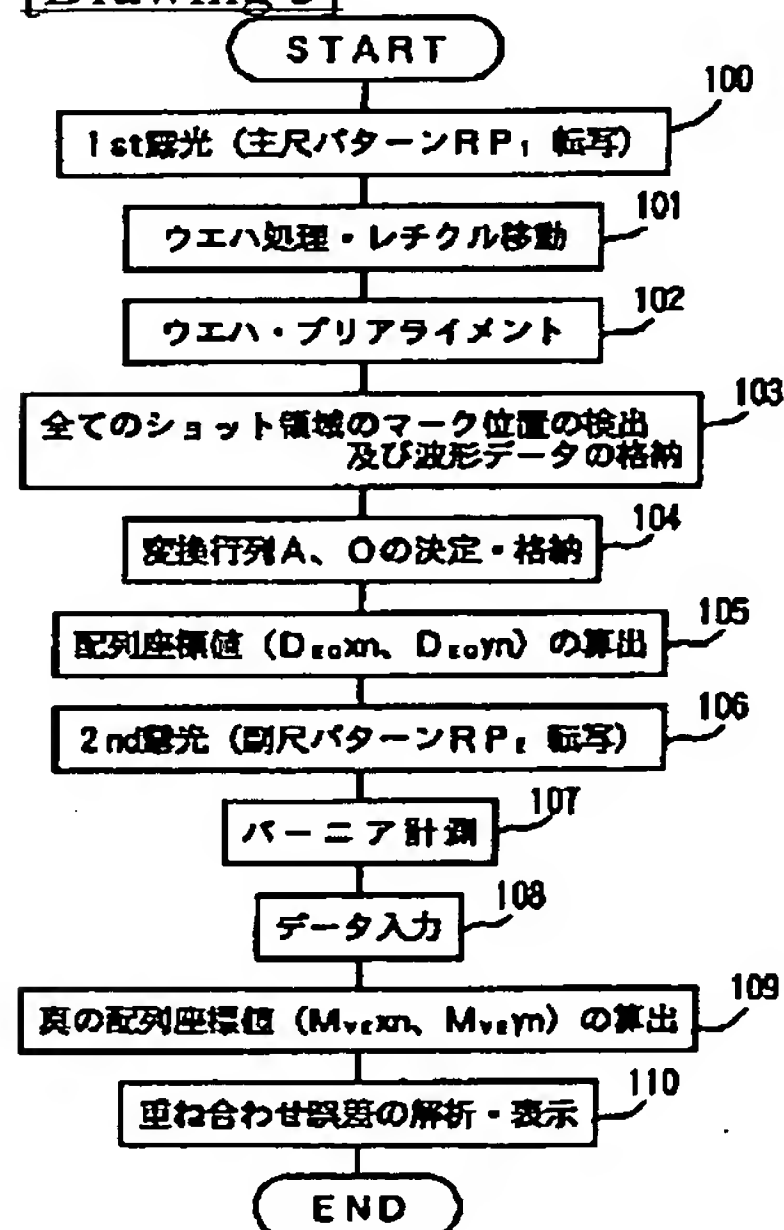 [Drawing 5]
START
100
1st露光（主尺パターンRP₁ 転写）
101
ウエハ処理・レチクル移動
102
ウエハ・プリアライメント
103
全てのショット領域のマーク位置の検出
及び波形データの格納
104
変換行列A、Oの決定・格納
105
配列座標値（D_EGxn、D_EGyn）の算出
106
2nd露光（副尺パターンRP₂ 転写）
107
バーニア計測
108
データ入力
109
真の配列座標値（M_VExn、M_VEyn）の算出
110
重ね合わせ誤差の解析・表示
END